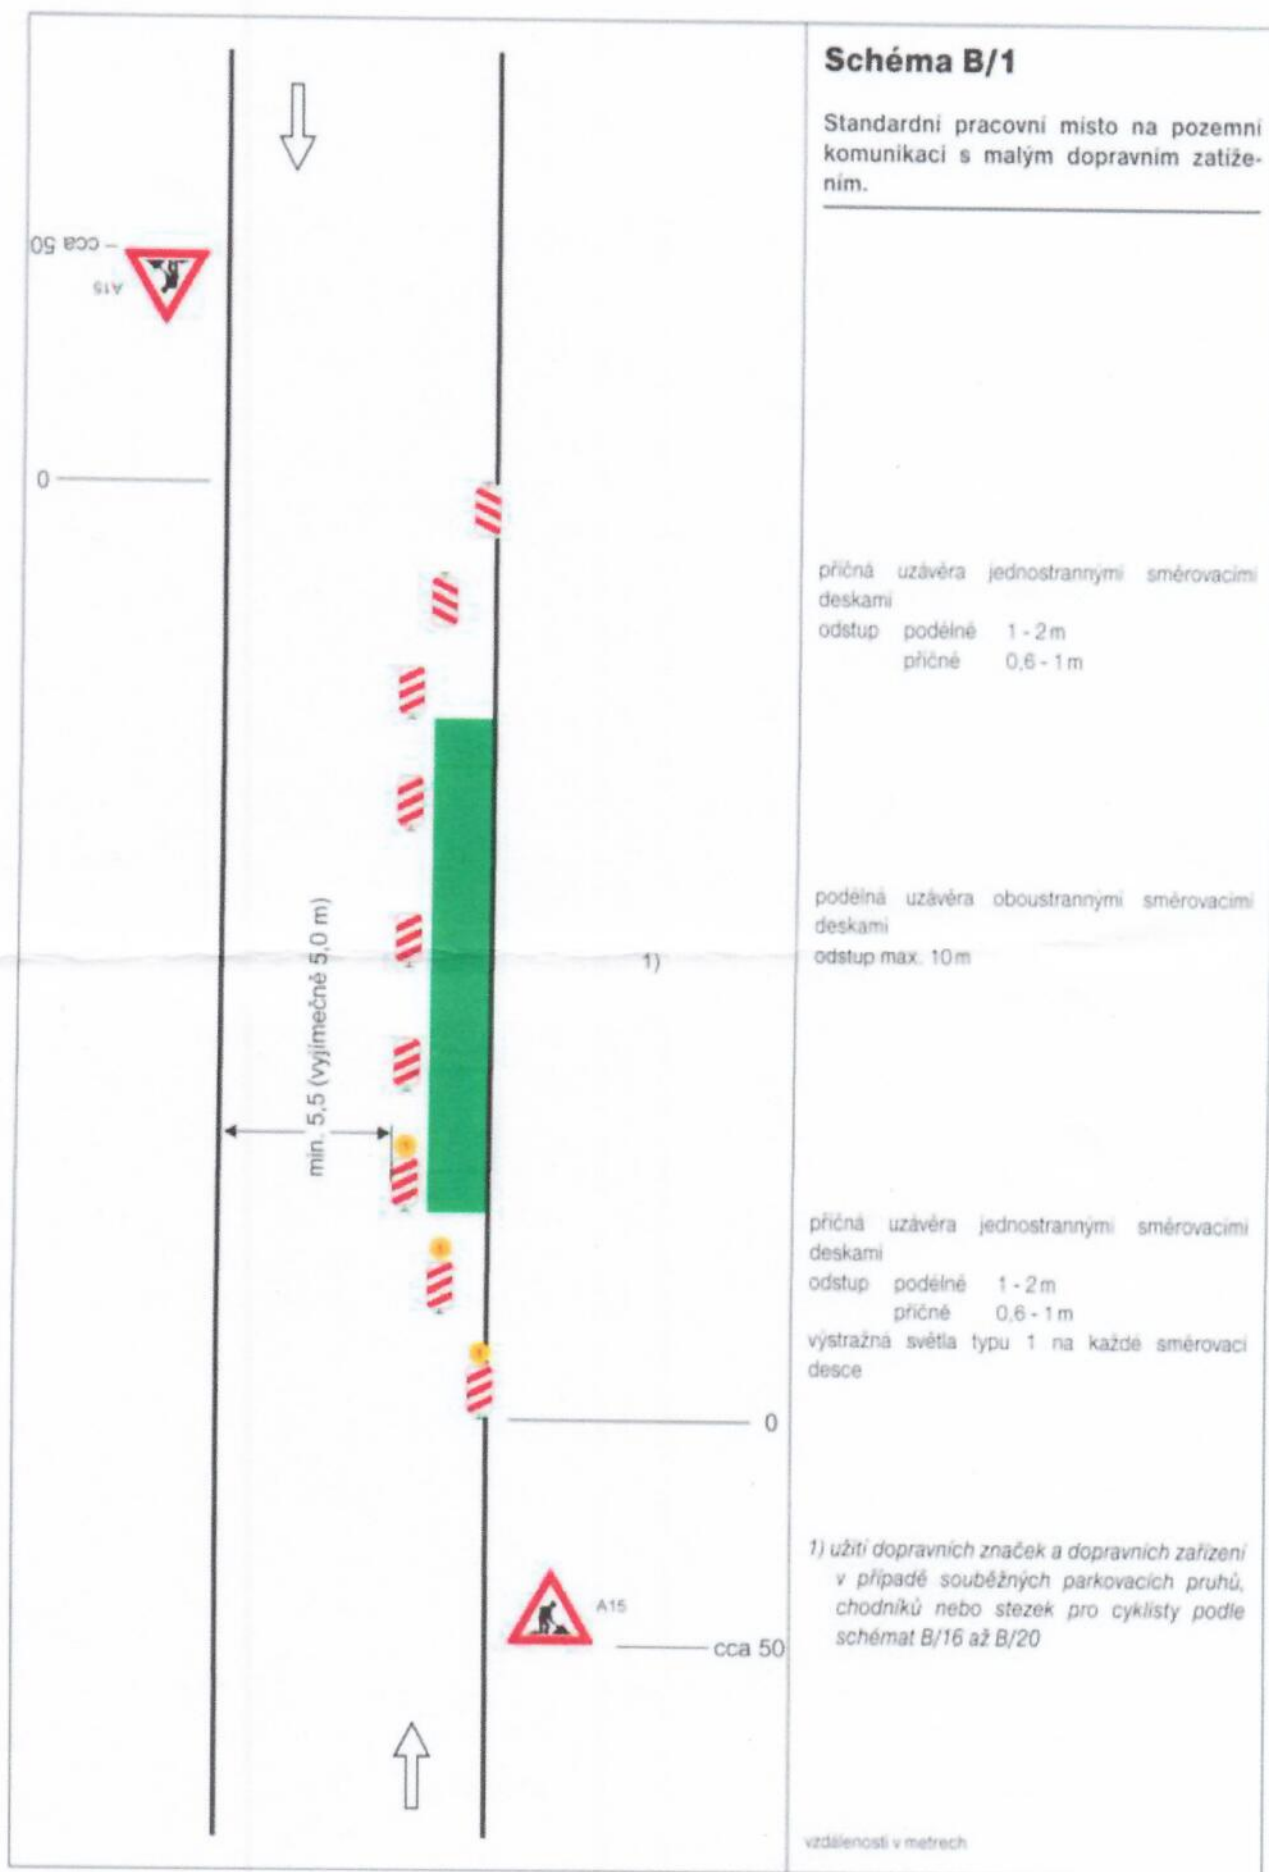 Schéma B/1
Standardní pracovní místo na pozemní
komunikaci s malým dopravním zatíže-
ním.
cca 50
A15
0
příčná uzávěra jednostrannými směrovacími
deskami
odstup podélné 1 - 2 m
příčné 0,6 - 1 m
podélná uzávěra oboustrannými směrovacími
deskami
odstup max. 10 m
1)
min. 5,5 (vyjímečně 5,0 m)
příčná uzávěra jednostrannými směrovacími
deskami
odstup podélné 1 - 2 m
příčné 0,6 - 1 m
výstražná světla typu 1 na každé směrovací
desce
0
A15
cca 50
1) užití dopravních značek a dopravních zařízení
v případě souběžných parkovacích pruhů,
chodníků nebo stezek pro cyklisty podle
schémat B/16 až B/20
vzdálenosti v metrech